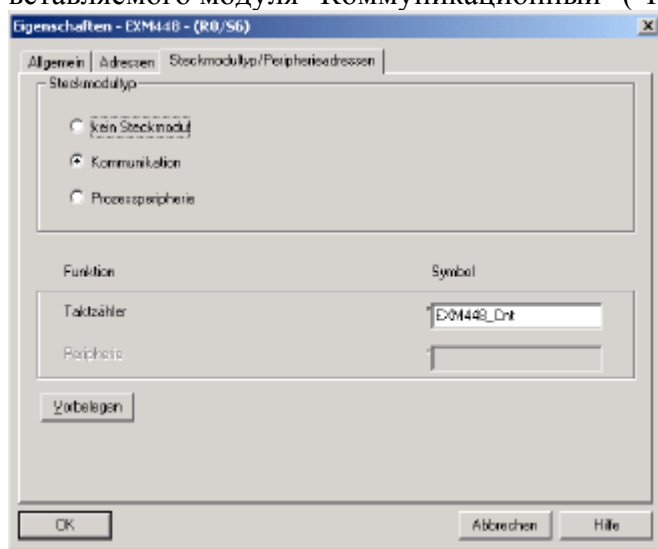 вставляемого модуля "Коммуникационный" (
Eigenschaften - EXM448 - (R0/S6)
Allgemein Adressen Steckmodultyp/Peripherieadressen
Steckmodultyp
kein Steckmodul
Kommunikation
Prozessperipherie
Funktion Symbol
Taktzähler EXM448_Cnt
Peripherie
Vorbelegen
OK Abbrechen Hilfe